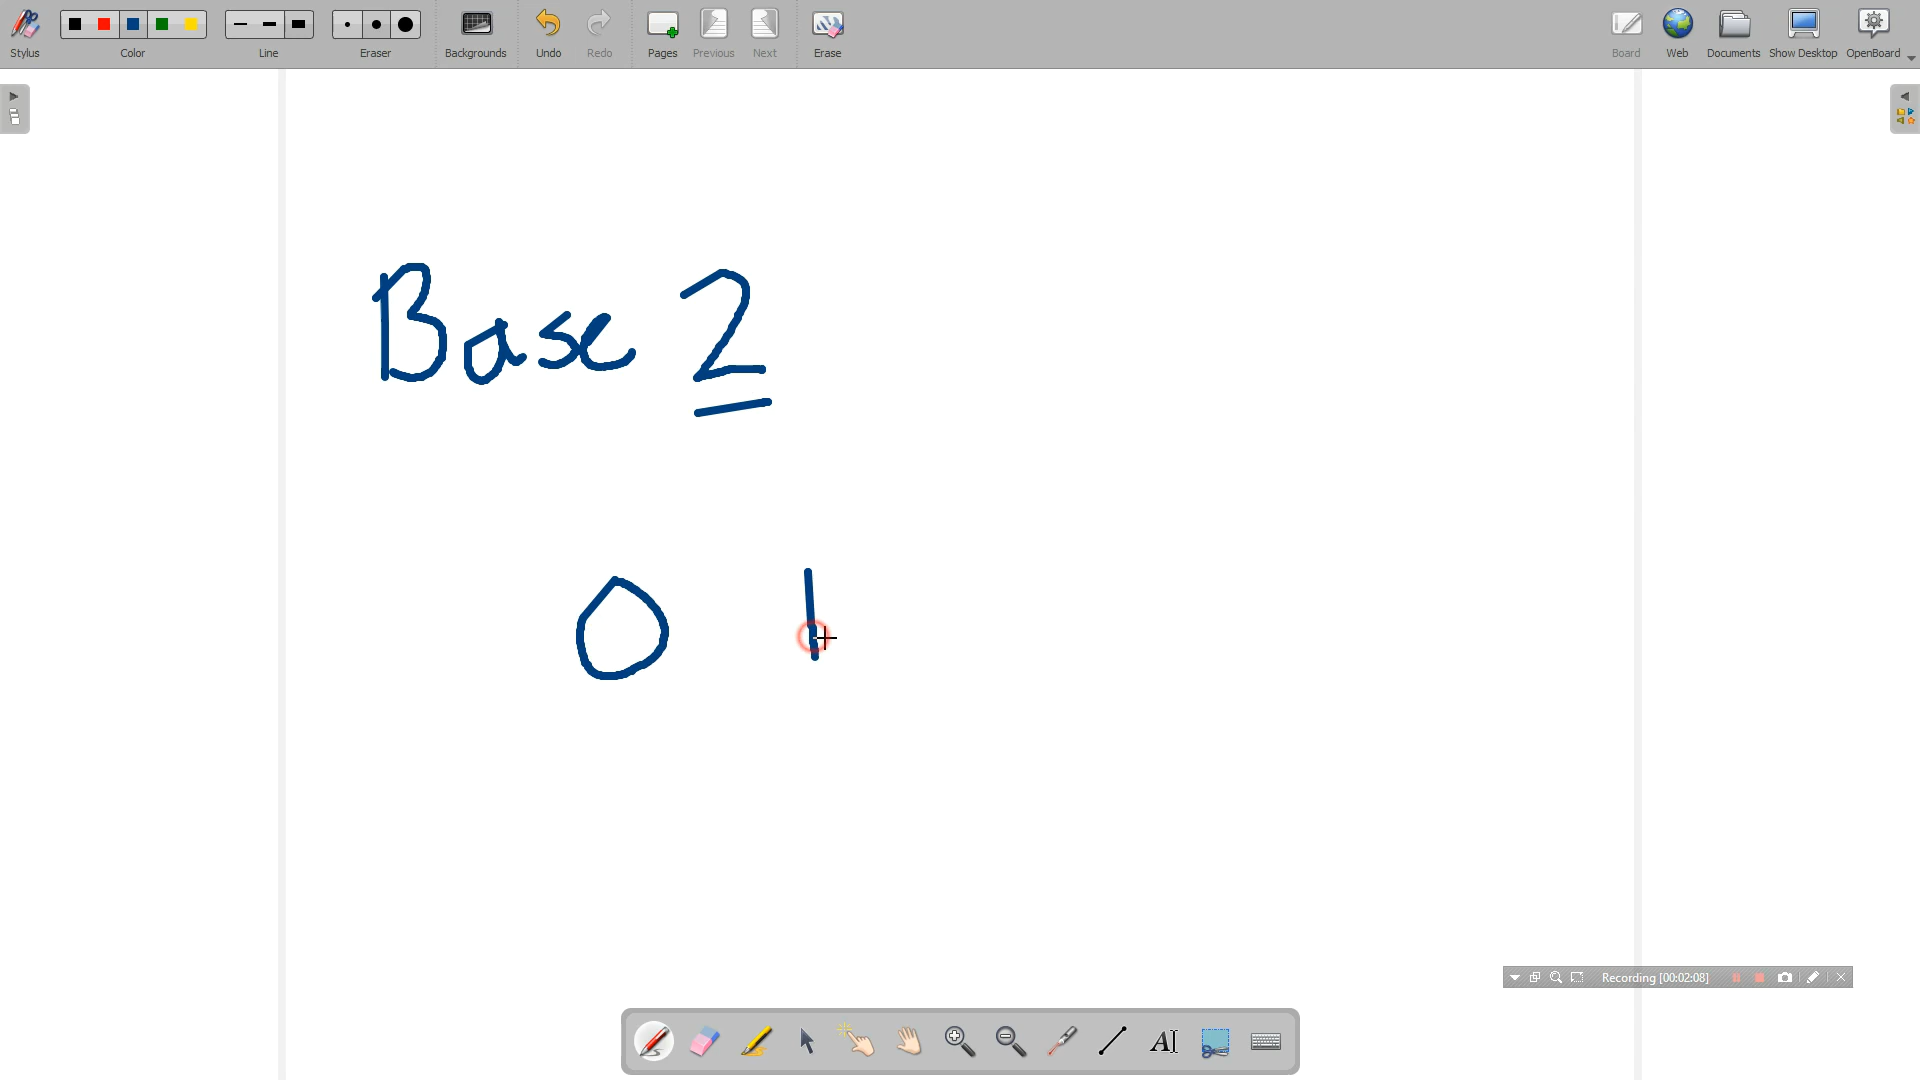 Stylus Color Line Eraser Backgrounds Undo Redo Pages Previous Next Erase Board Web Documents Show Desktop OpenBoard
Base 2
0 1
Recording [00:02:08]
AI